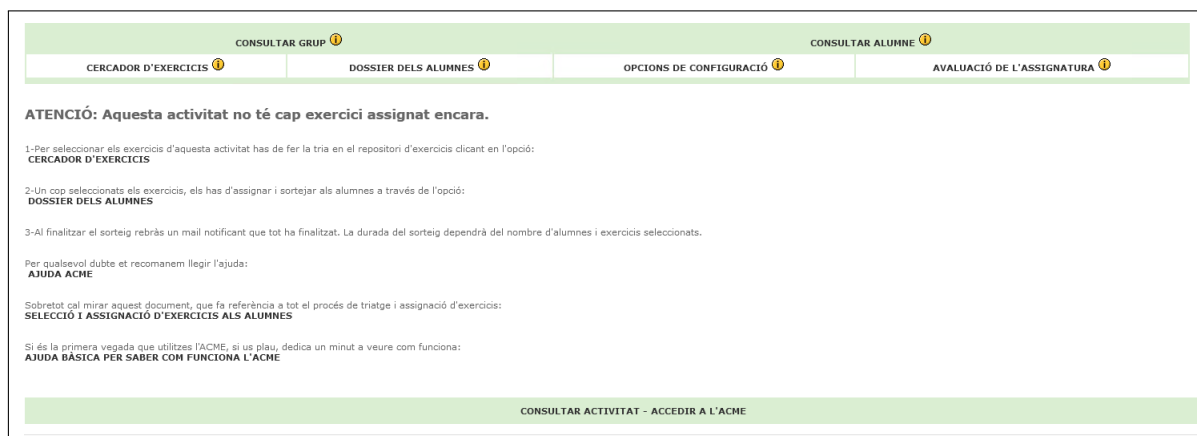 CONSULTAR GRUP CONSULTAR ALUMNE
CERCADOR D'EXERCICIS DOSSIER DELS ALUMNES OPCIONS DE CONFIGURACIÓ AVALUACIÓ DE L'ASSIGNATURA
ATENCIÓ: Aquesta activitat no té cap exercici assignat encara.
1-Per seleccionar els exercicis d'aquesta activitat has de fer la tria en el repositori d'exercicis clicant en l'opció:
CERCADOR D'EXERCICIS
2-Un cop seleccionats els exercicis, els has d'assignar i sortejar als alumnes a través de l'opció:
DOSSIER DELS ALUMNES
3-Al finalitzar el sorteig rebràs un mail notificant que tot ha finalitzat. La durada del sorteig dependrà del nombre d'alumnes i exercicis seleccionats.
Per qualsevol dubte et recomanem llegir l'ajuda:
AJUDA ACME
Sobretot cal mirar aquest document, que fa referència a tot el procés de triatge i assignació d'exercicis:
SELECCIÓ I ASSIGNACIÓ D'EXERCICIS ALS ALUMNES
Si és la primera vegada que utilitzes l'ACME, si us plau, dedica un minut a veure com funciona:
AJUDA BÀSICA PER SABER COM FUNCIONA L'ACME
CONSULTAR ACTIVITAT - ACCEDIR A L'ACME